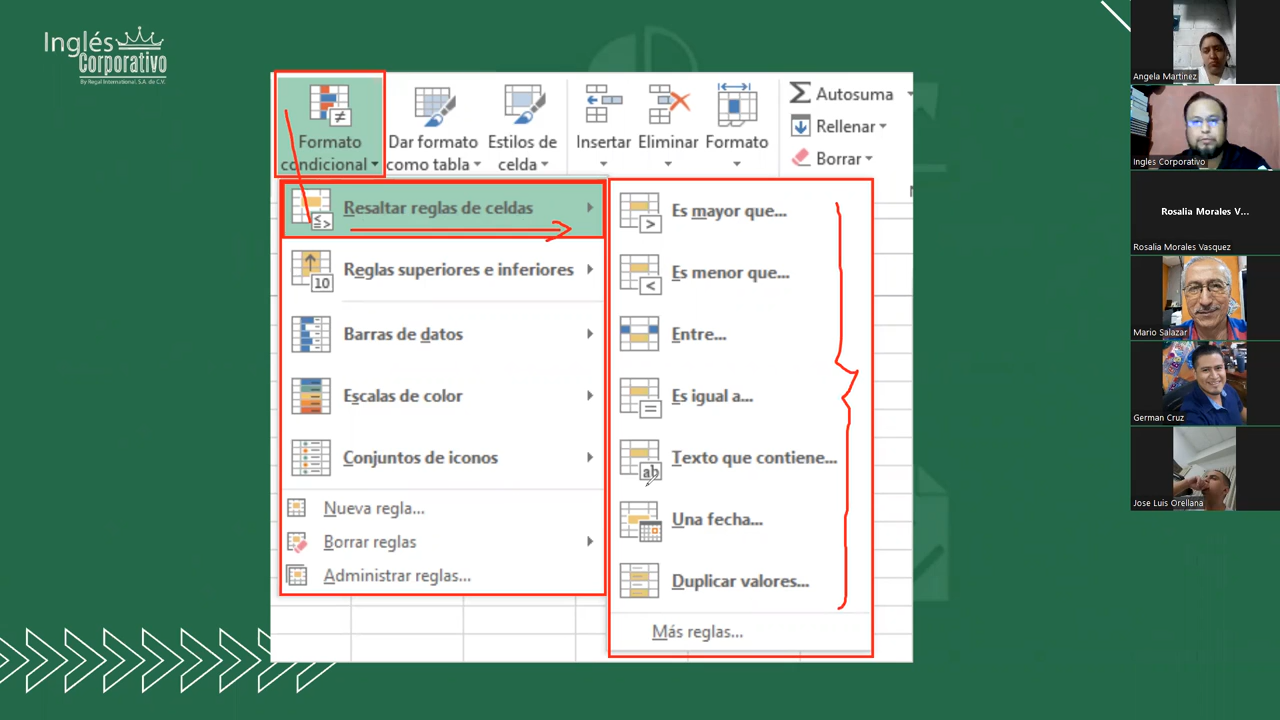 Inglés
Corporativo
By Regal International, S.A. de C.V.
Formato
condicional
Dar formato
como tabla
Estilos de
celda
Insertar
Eliminar
Formato
Autosuma
Rellenar
Borrar
Resaltar reglas de celdas
Reglas superiores e inferiores
10
Barras de datos
Escalas de color
Conjuntos de iconos
Nueva regla...
Borrar reglas
Administrar reglas...
Es mayor que...
Es menor que...
Entre...
Es igual a...
Texto que contiene...
ab
Una fecha...
Duplicar valores...
Más reglas...
Angela Martinez
Ingles Corporativo
Rosalia Morales V...
Rosalia Morales Vasquez
Mario Salazar
German Cruz
Jose Luis Orellana